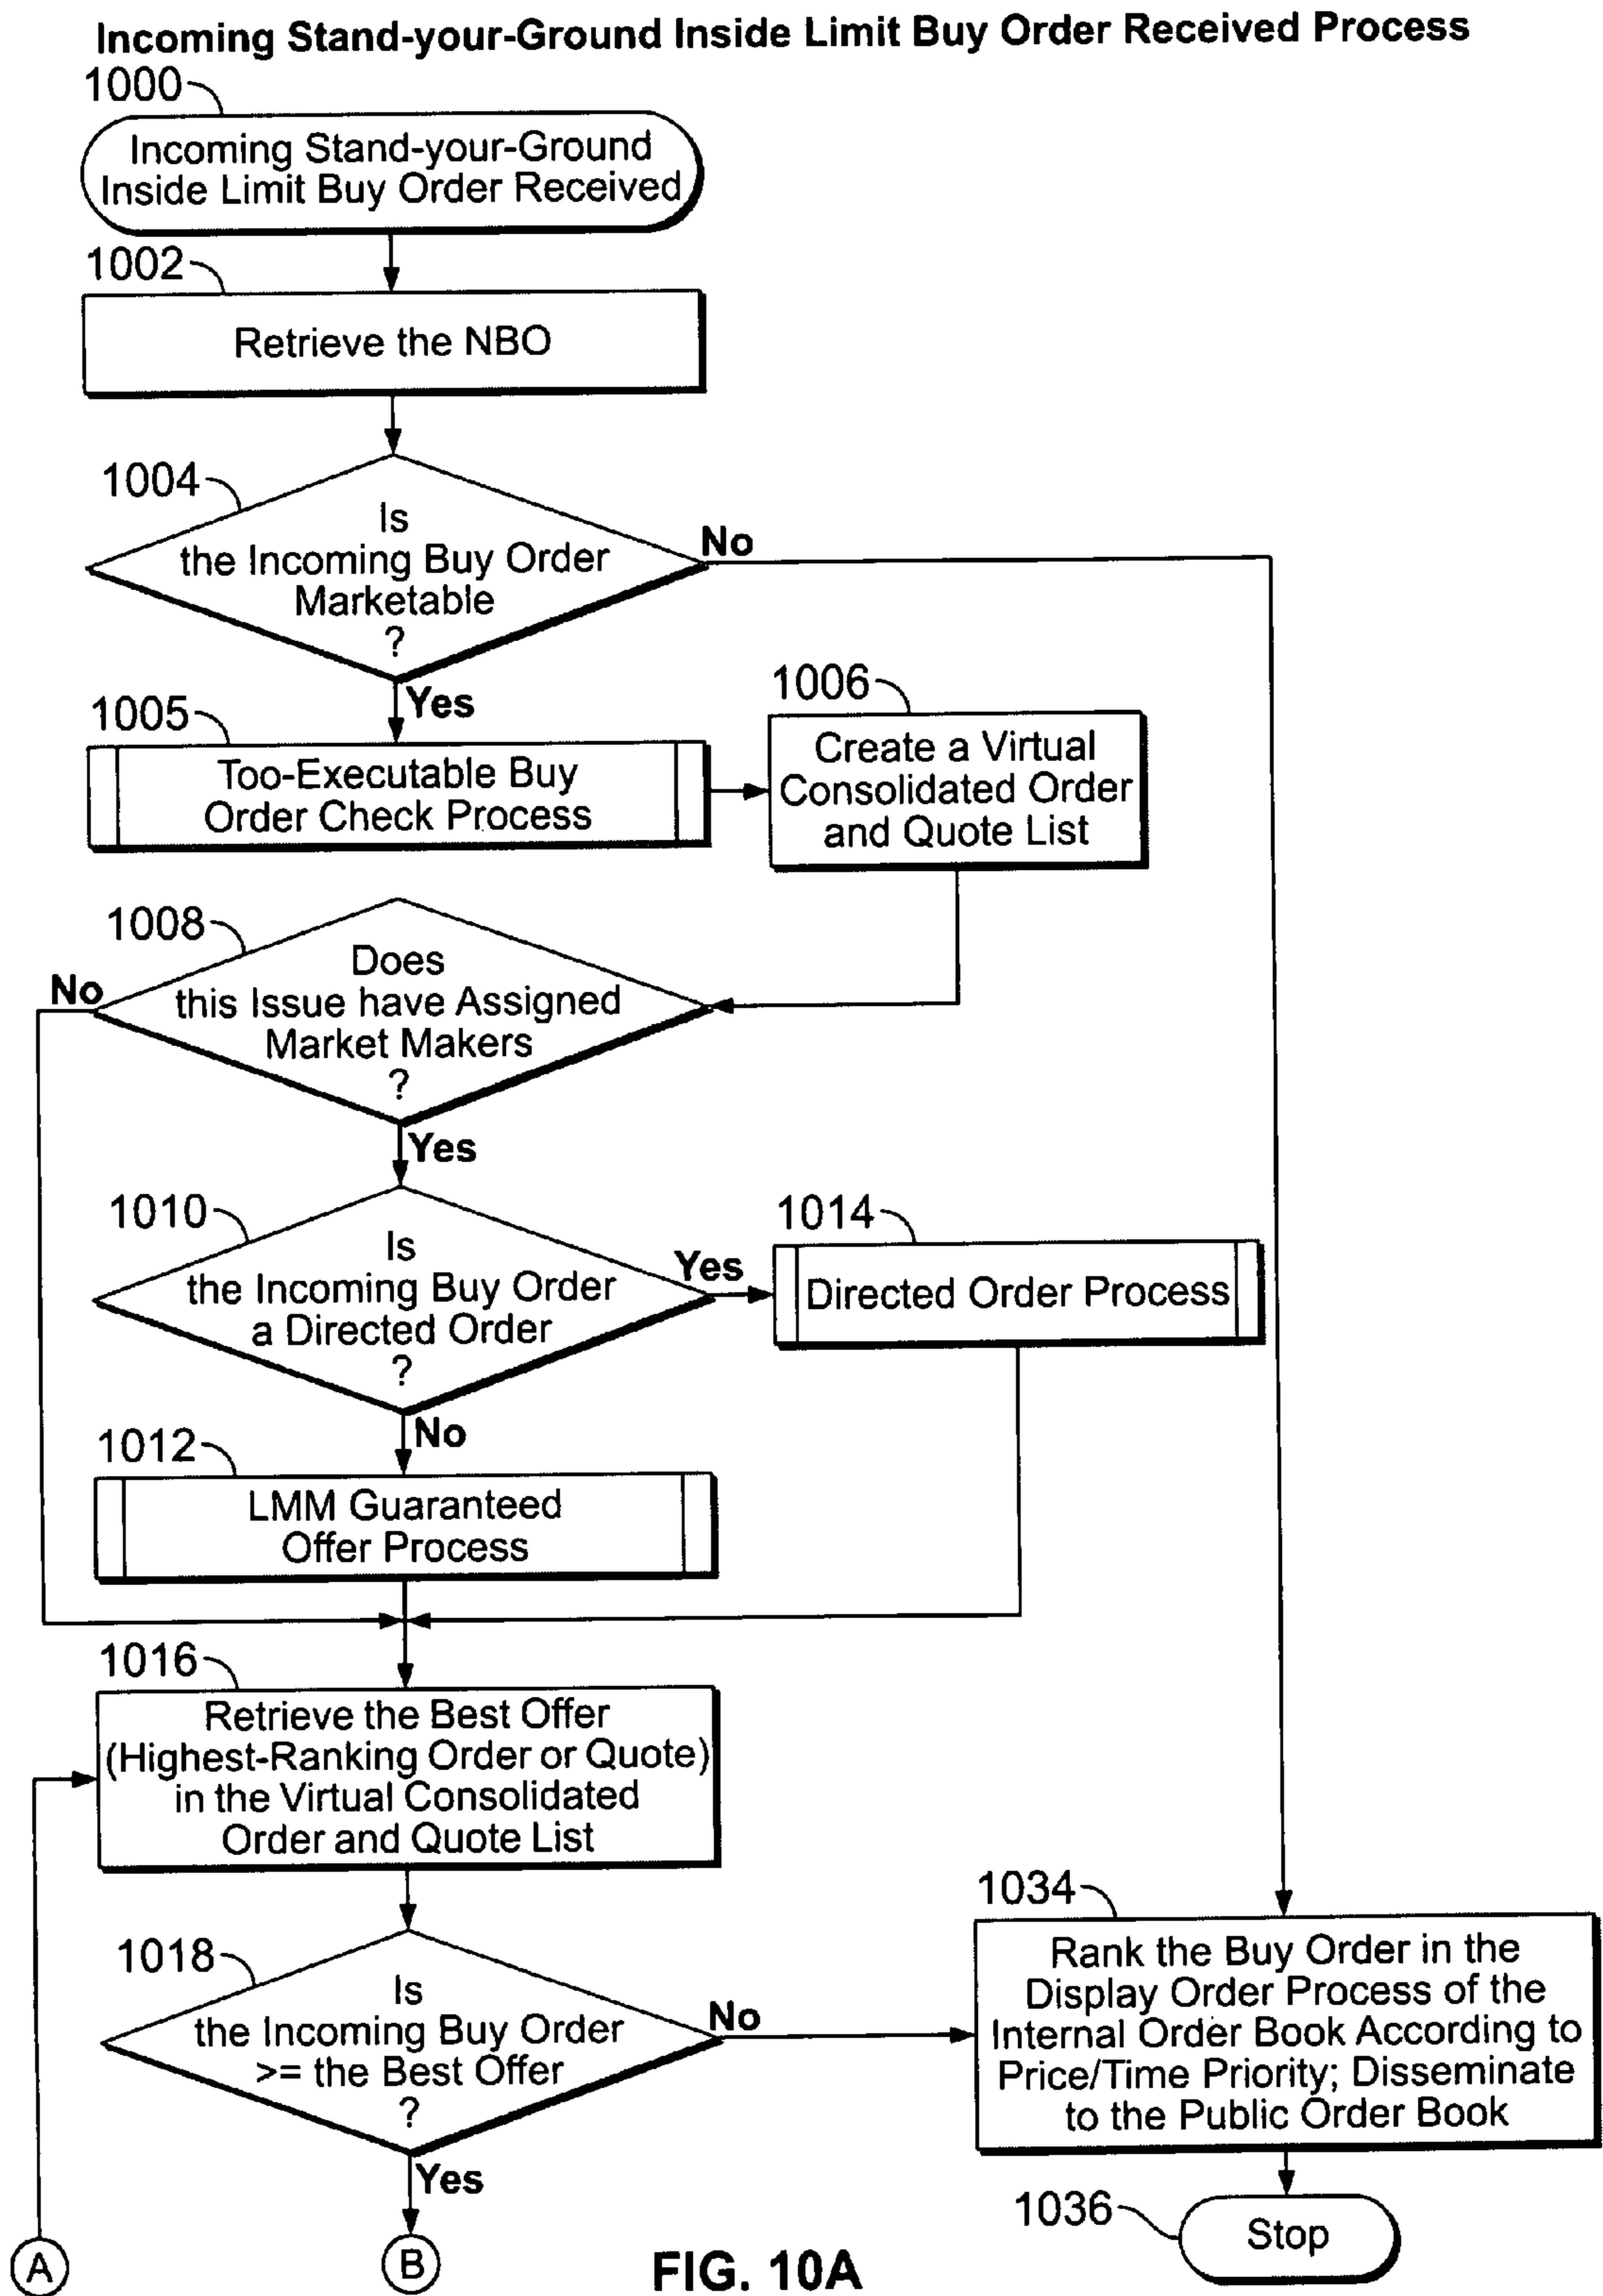 Incoming Stand-your-Ground Inside Limit Buy Order Received Process
1000
Incoming Stand-your-Ground
Inside Limit Buy Order Received
1002
Retrieve the NBO
1004
Is
the Incoming Buy Order
Marketable
?
No
Yes
1005
Too-Executable Buy
Order Check Process
1006
Create a Virtual
Consolidated Order
and Quote List
1008
Does
this Issue have Assigned
Market Makers
?
No
Yes
1010
Is
the Incoming Buy Order
a Directed Order
?
Yes
1014
Directed Order Process
No
1012
LMM Guaranteed
Offer Process
1016
Retrieve the Best Offer
(Highest-Ranking Order or Quote)
in the Virtual Consolidated
Order and Quote List
1018
Is
the Incoming Buy Order
>= the Best Offer
?
No
1034
Rank the Buy Order in the
Display Order Process of the
Internal Order Book According to
Price/Time Priority; Disseminate
to the Public Order Book
Yes
1036
Stop
A
B
FIG. 10A